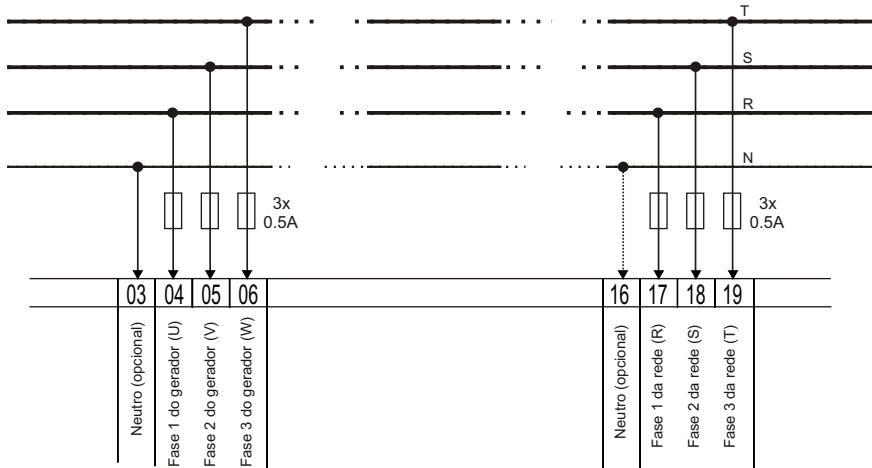 T
S
R
N
3x
0.5A
3x
0.5A
03 04 05 06
16 17 18 19
Neutro (opcional)
Fase 1 do gerador (U)
Fase 2 do gerador (V)
Fase 3 do gerador (W)
Neutro (opcional)
Fase 1 da rede (R)
Fase 2 da rede (S)
Fase 3 da rede (T)